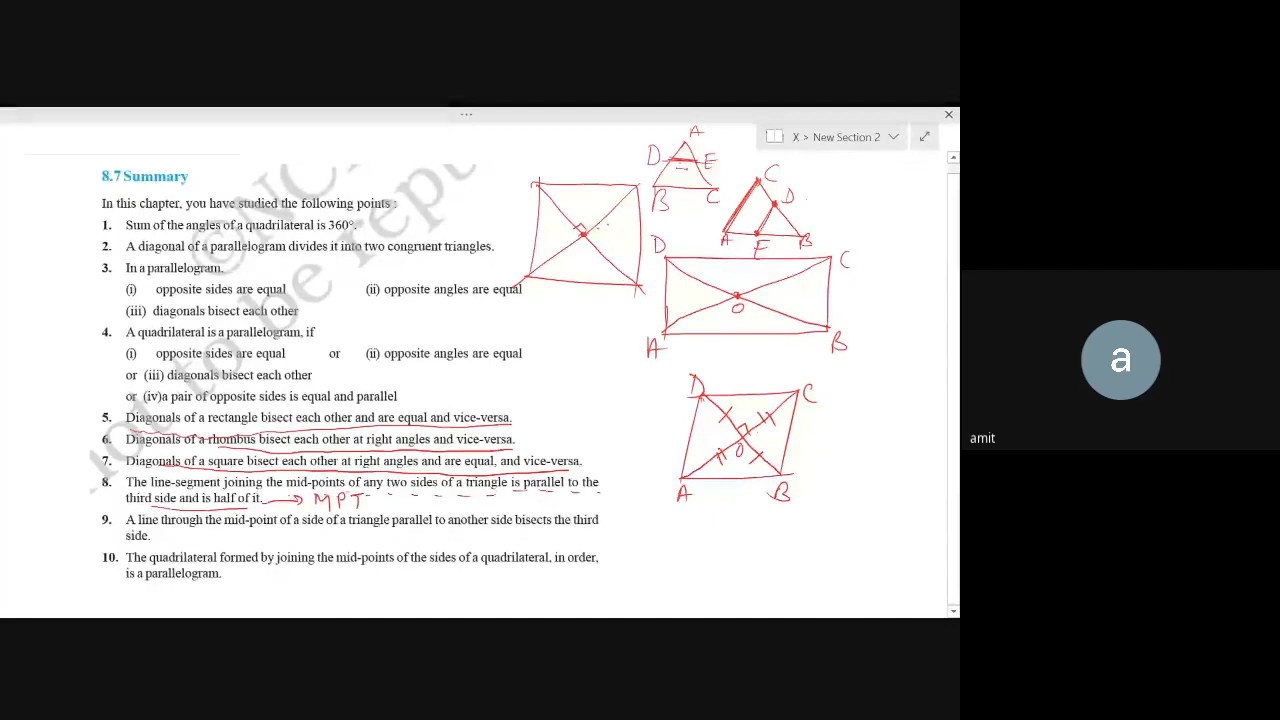 X > New Section 2
8.7 Summary
In this chapter, you have studied the following points :
1. Sum of the angles of a quadrilateral is 360°.
2. A diagonal of a parallelogram divides it into two congruent triangles.
3. In a parallelogram,
(i) opposite sides are equal (ii) opposite angles are equal
(iii) diagonals bisect each other
4. A quadrilateral is a parallelogram, if
(i) opposite sides are equal or (ii) opposite angles are equal
or (iii) diagonals bisect each other
or (iv)a pair of opposite sides is equal and parallel
5. Diagonals of a rectangle bisect each other and are equal and vice-versa.
6. Diagonals of a rhombus bisect each other at right angles and vice-versa.
7. Diagonals of a square bisect each other at right angles and are equal, and vice-versa.
8. The line-segment joining the mid-points of any two sides of a triangle is parallel to the
third side and is half of it. → MPT
9. A line through the mid-point of a side of a triangle parallel to another side bisects the third
side.
10. The quadrilateral formed by joining the mid-points of the sides of a quadrilateral, in order,
is a parallelogram.
A
D E
B C
C
D
A E B
D C
O
A B
D C
O
A B
a
amit
not to be rep
©NC